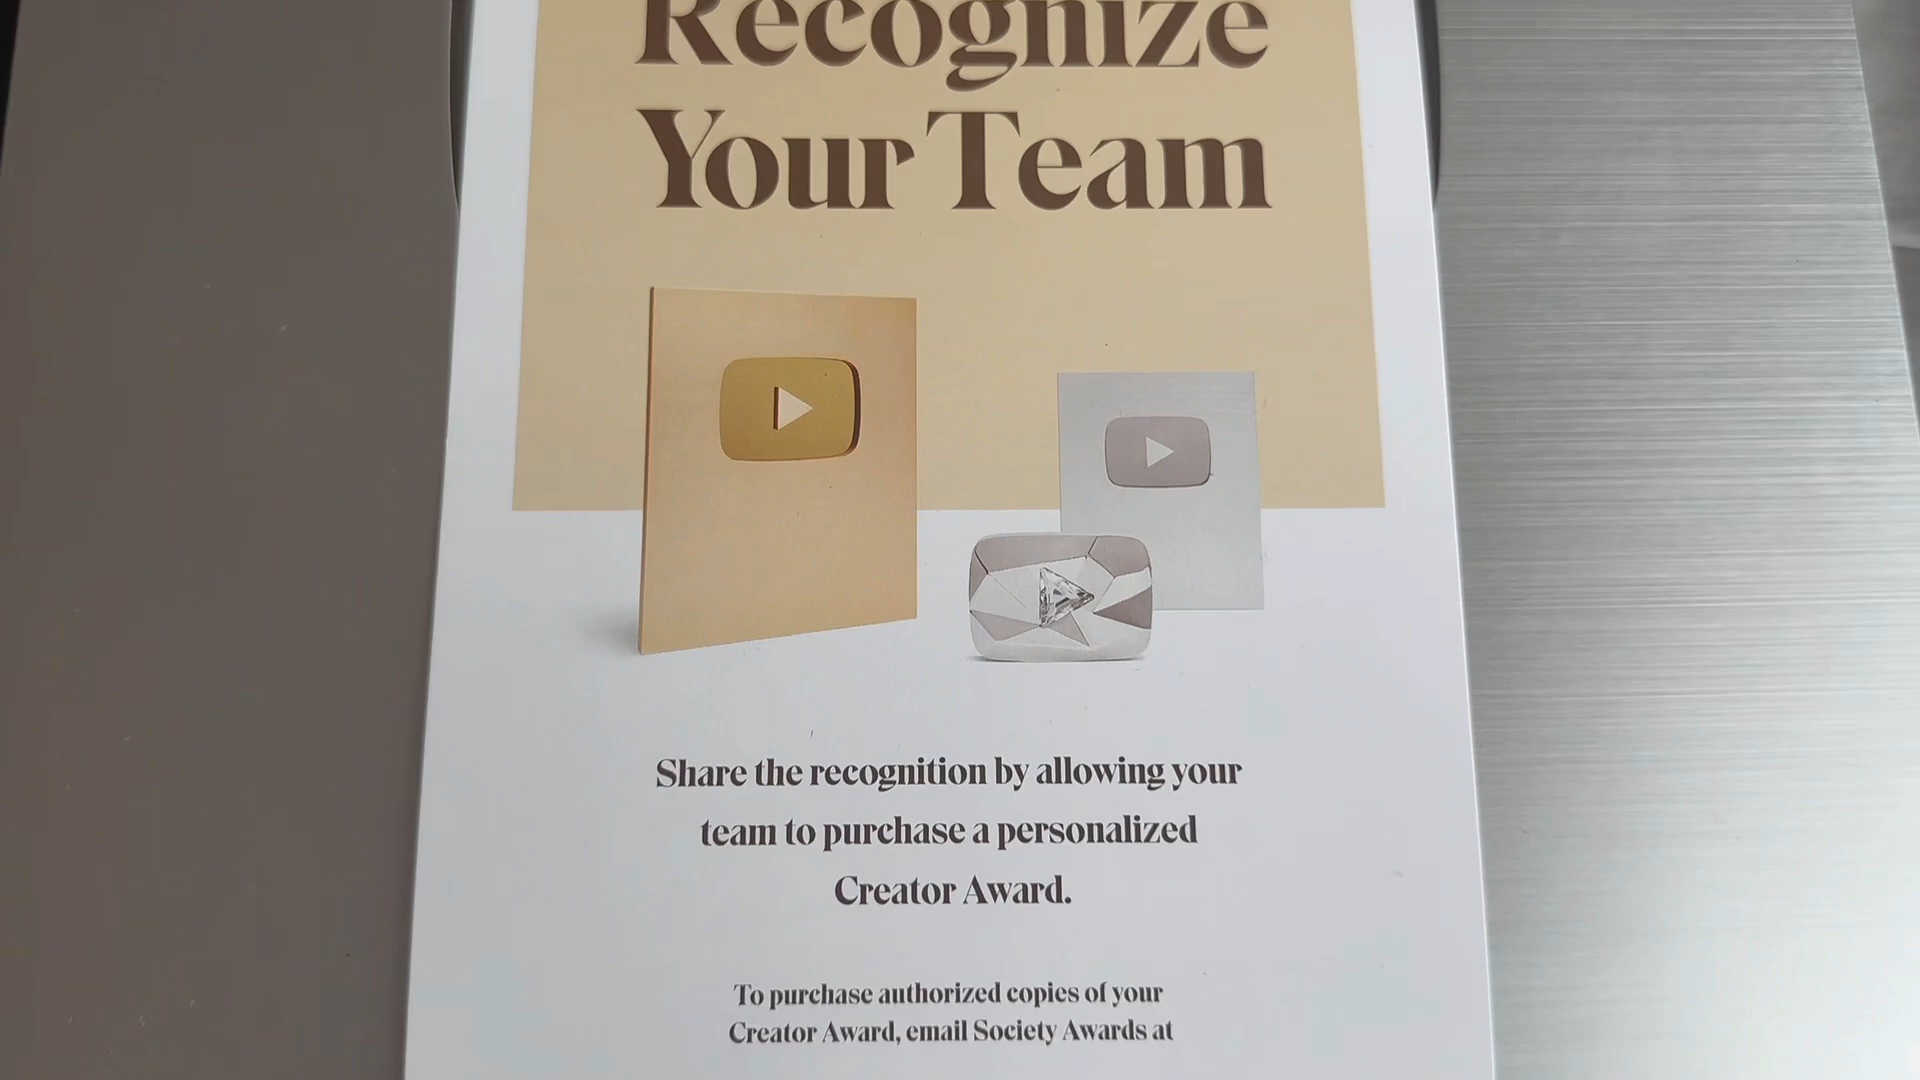 Recognize
Your Team
Share the recognition by allowing your
team to purchase a personalized
Creator Award.
To purchase authorized copies of your
Creator Award, email Society Awards at